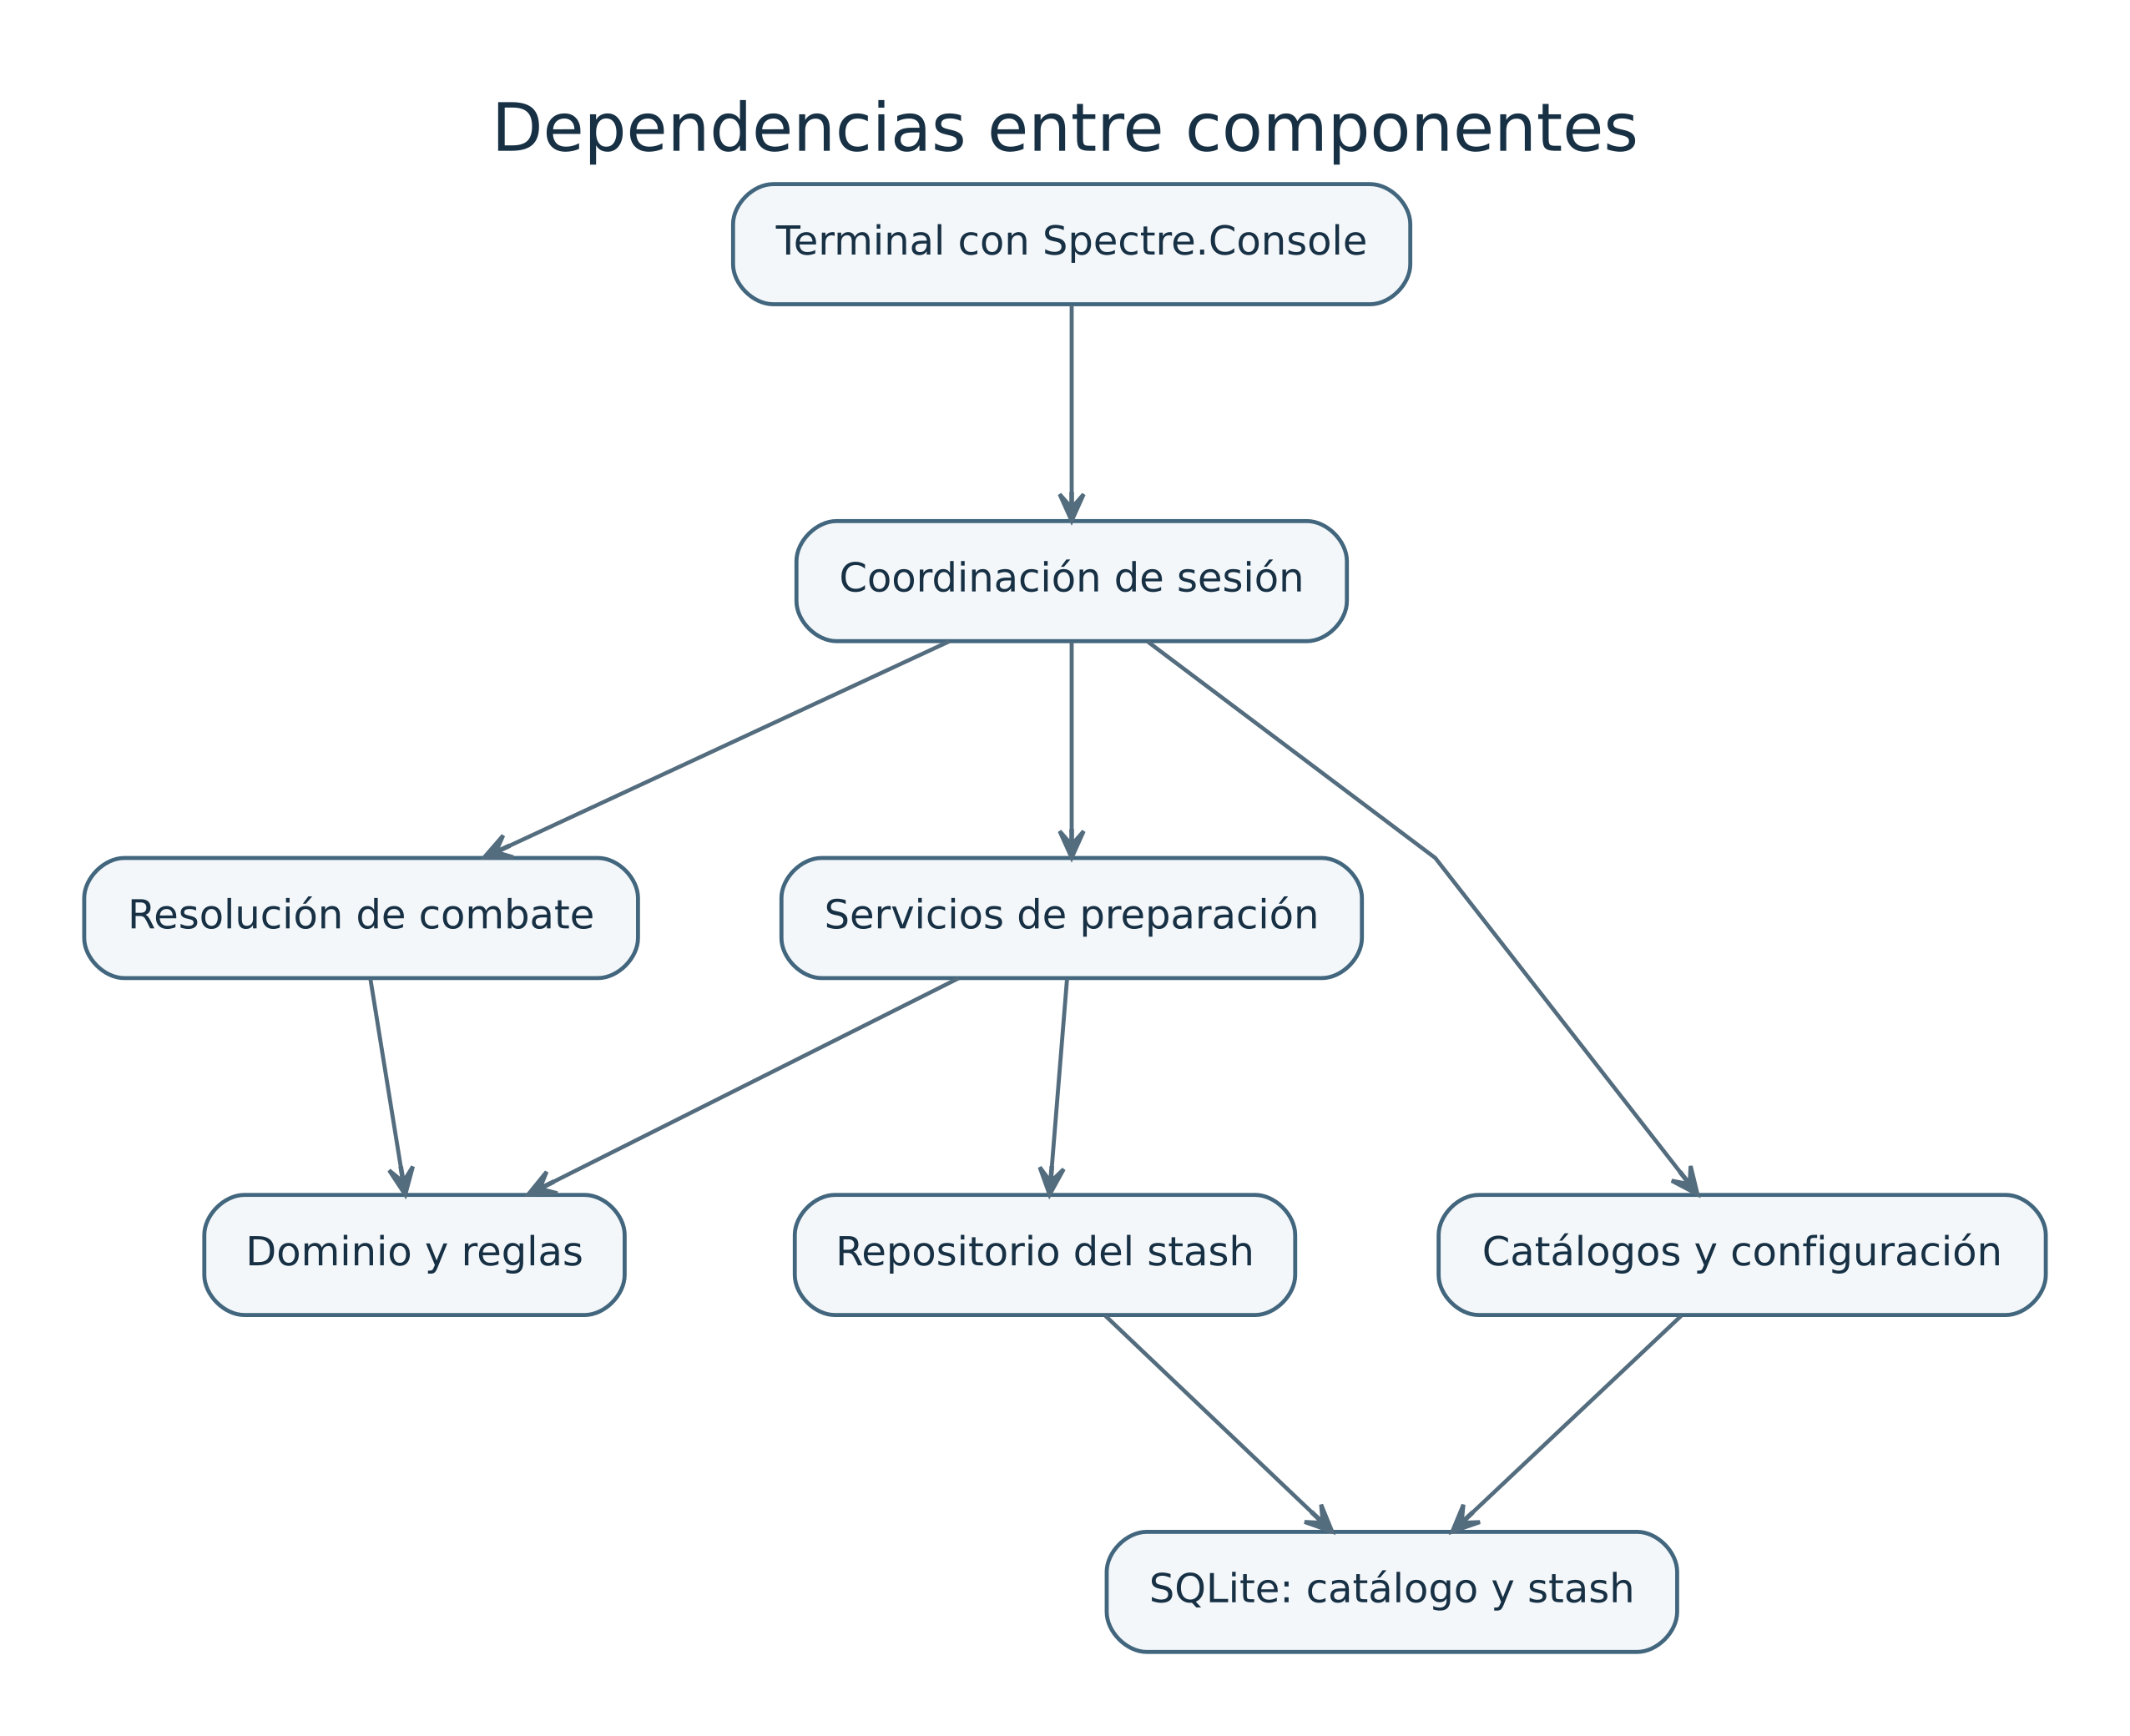 Dependencias entre componentes
Terminal con Spectre.Console
Coordinación de sesión
Resolución de combate
Servicios de preparación
Dominio y reglas
Repositorio del stash
Catálogos y configuración
SQLite: catálogo y stash